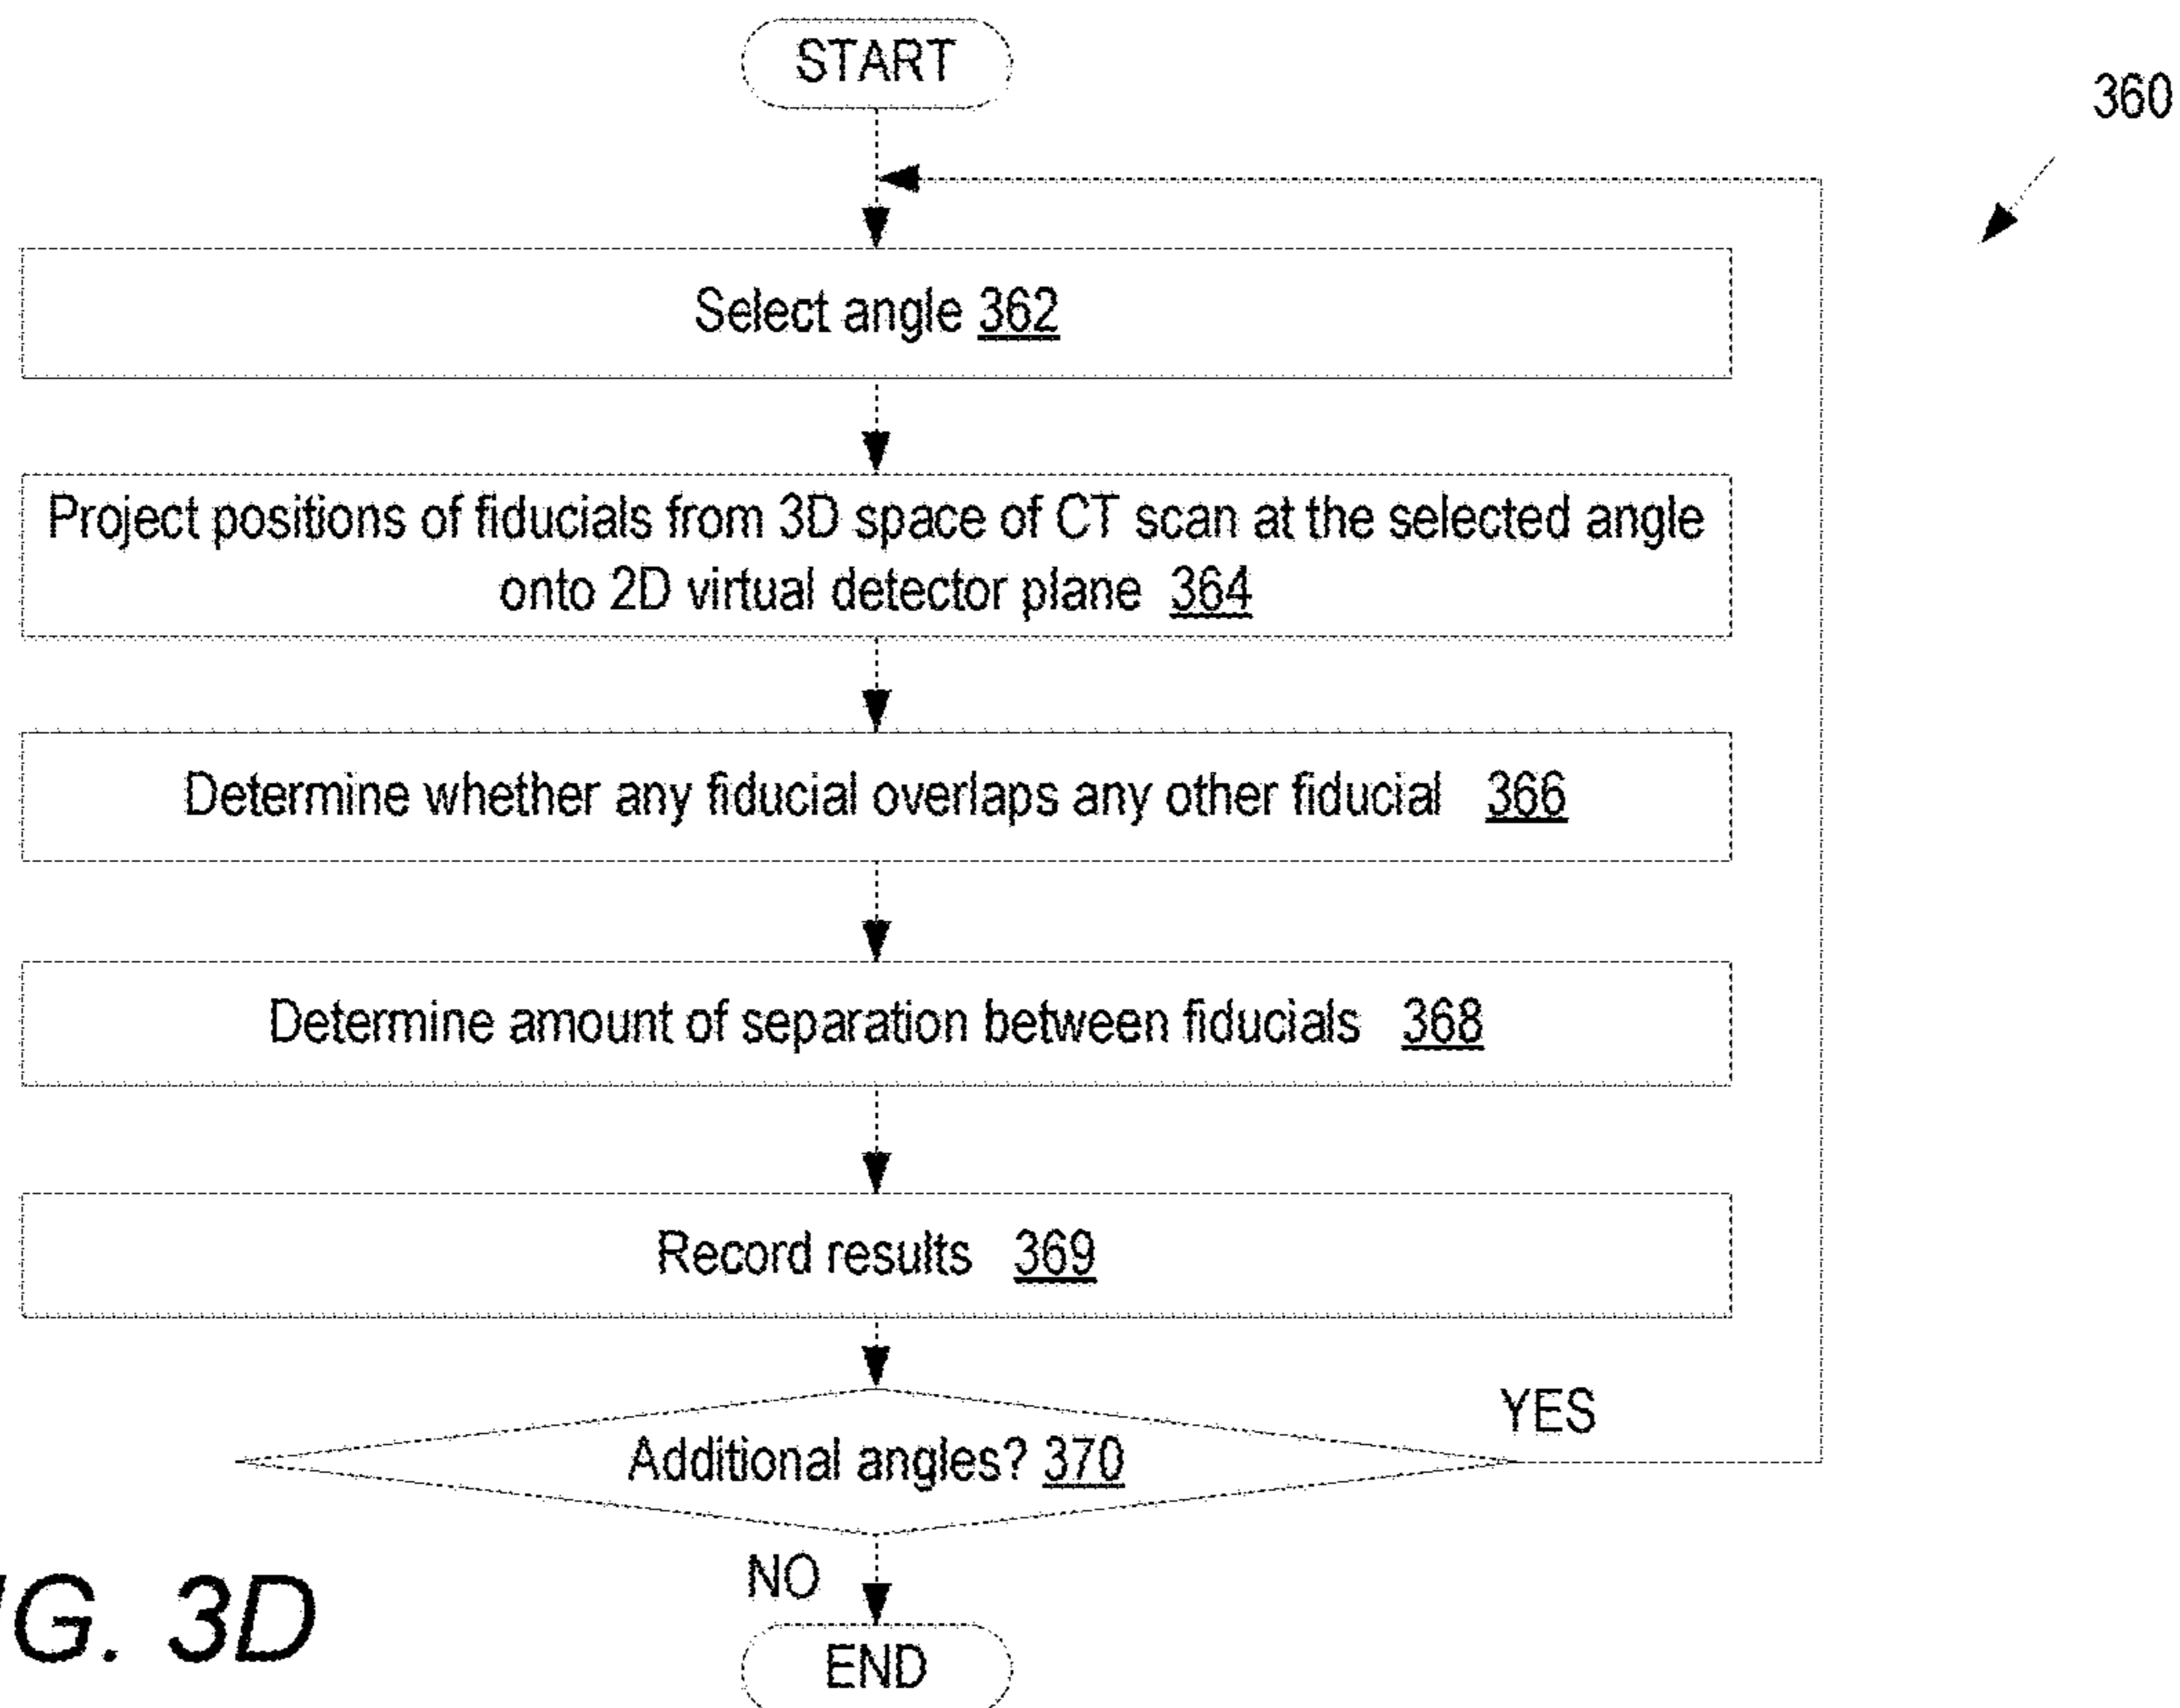 START
360
Select angle 362
Project positions of fiducials from 3D space of CT scan at the selected angle
onto 2D virtual detector plane 364
Determine whether any fiducial overlaps any other fiducial 366
Determine amount of separation between fiducials 368
Record results 369
YES
Additional angles? 370
NO
G. 3D
END